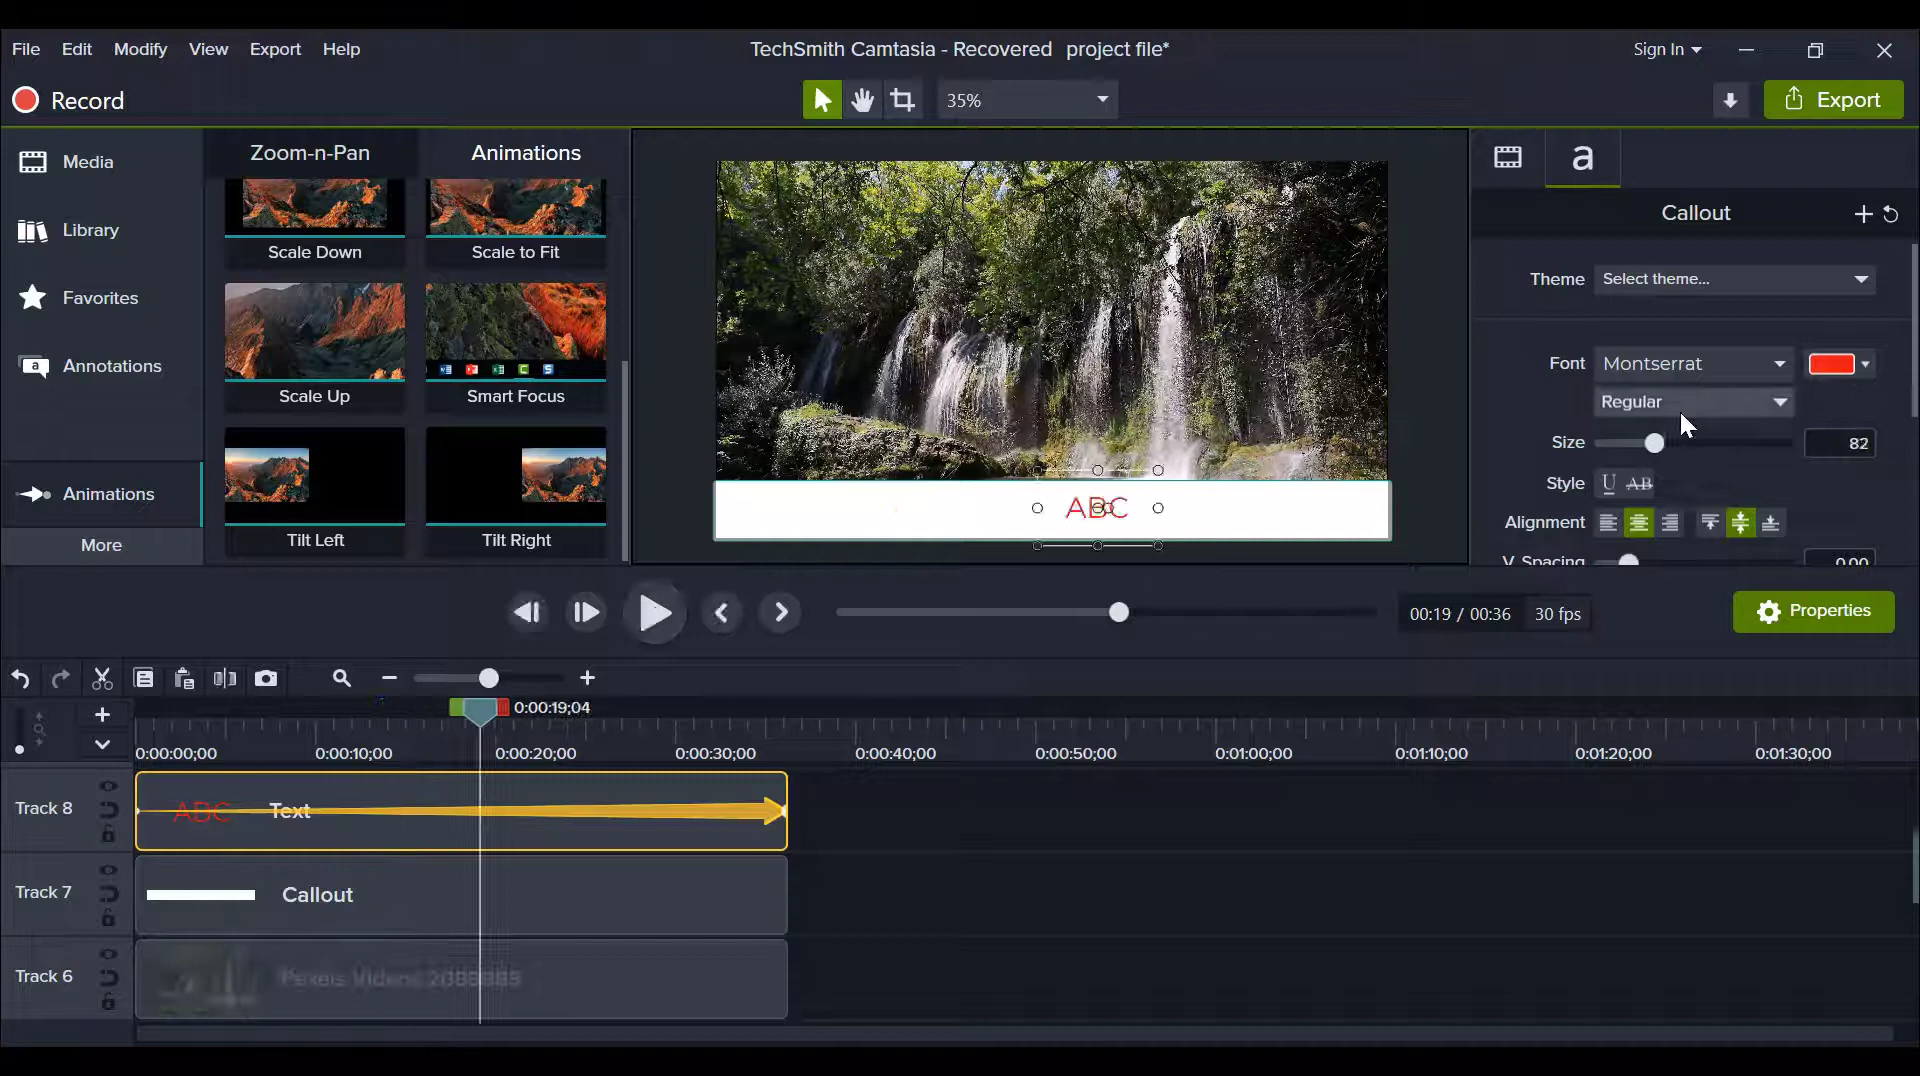 File Edit Modify View Export Help
TechSmith Camtasia - Recovered project file*
Sign In
Record
35%
Export
Media
Library
Favorites
Annotations
Animations
More
Zoom-n-Pan
Animations
Scale Down
Scale to Fit
Scale Up
Smart Focus
Tilt Left
Tilt Right
ABC
a
Callout
Theme Select theme...
Font Montserrat
Regular
Size 82
Style U AB
Alignment
V. Spacing 0.00
00:19 / 00:36 30 fps
Properties
0:00:19;04
0:00:00;00 0:00:10;00 0:00:20;00 0:00:30;00 0:00:40;00 0:00:50;00 0:01:00;00 0:01:10;00 0:01:20;00 0:01:30;00
Track 8 ABC Text
Track 7 Callout
Track 6 Pexels Videos